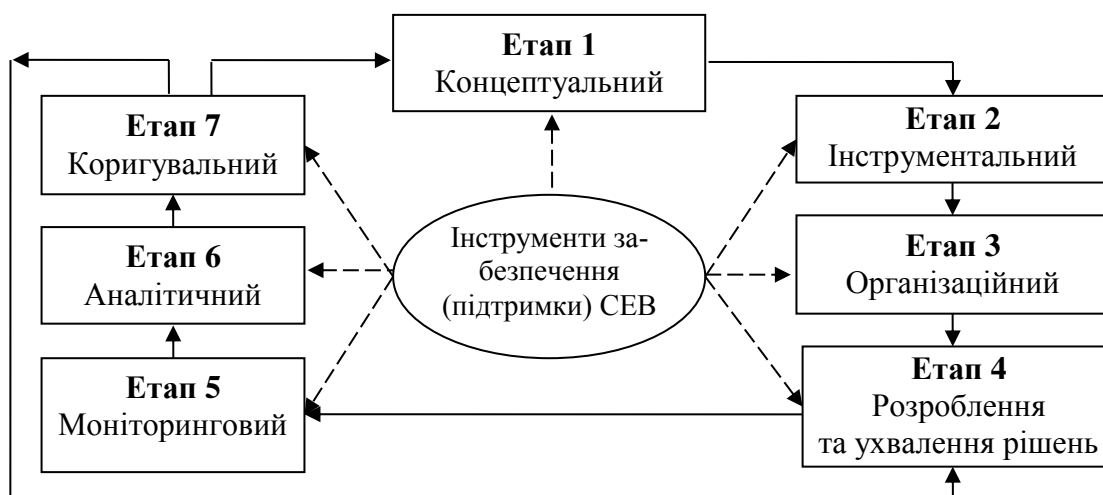 Етап 1
Концептуальний
Етап 7
Коригувальний
Етап 2
Інструментальний
Інструменти за-
безпечення
(підтримки) СЕВ
Етап 6
Аналітичний
Етап 3
Організаційний
Етап 5
Моніторинговий
Етап 4
Розроблення
та ухвалення рішень